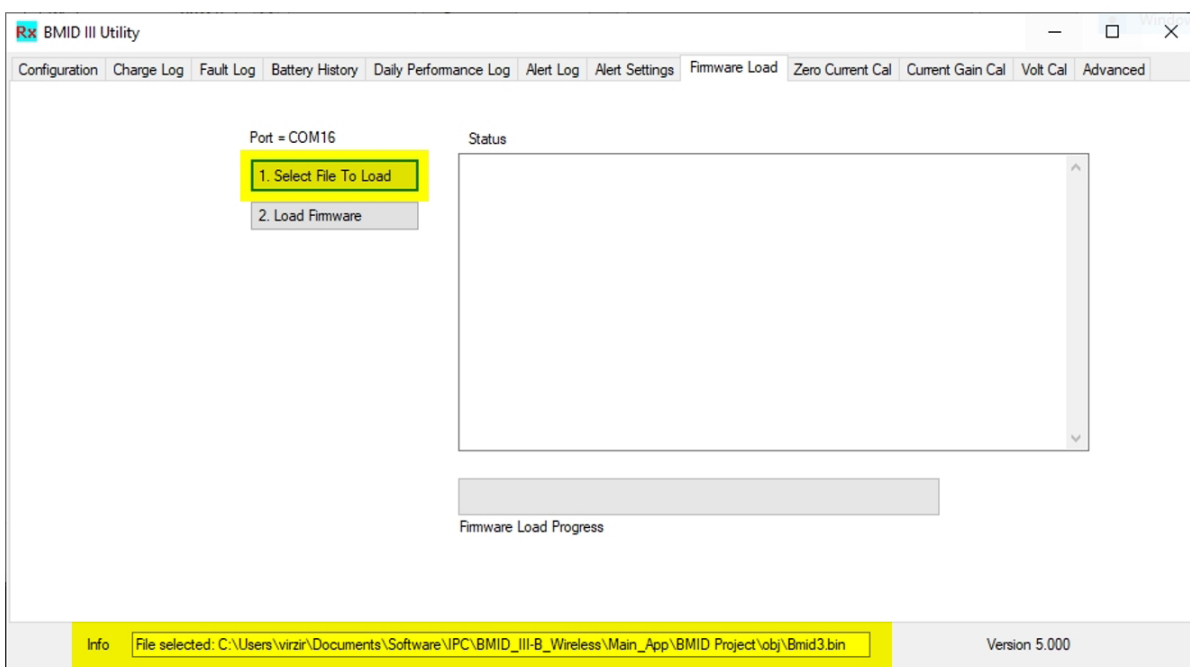 Window
Rx BMID III Utility
Configuration Charge Log Fault Log Battery History Daily Performance Log Alert Log Alert Settings Firmware Load Zero Current Cal Current Gain Cal Volt Cal Advanced
Port = COM16
Status
1. Select File To Load
2. Load Firmware
Firmware Load Progress
Info File selected: C:\Users\virzir\Documents\Software\IPC\BMID_III-B_Wireless\Main_App\BMID Project\obj\Bmid3.bin Version 5.000